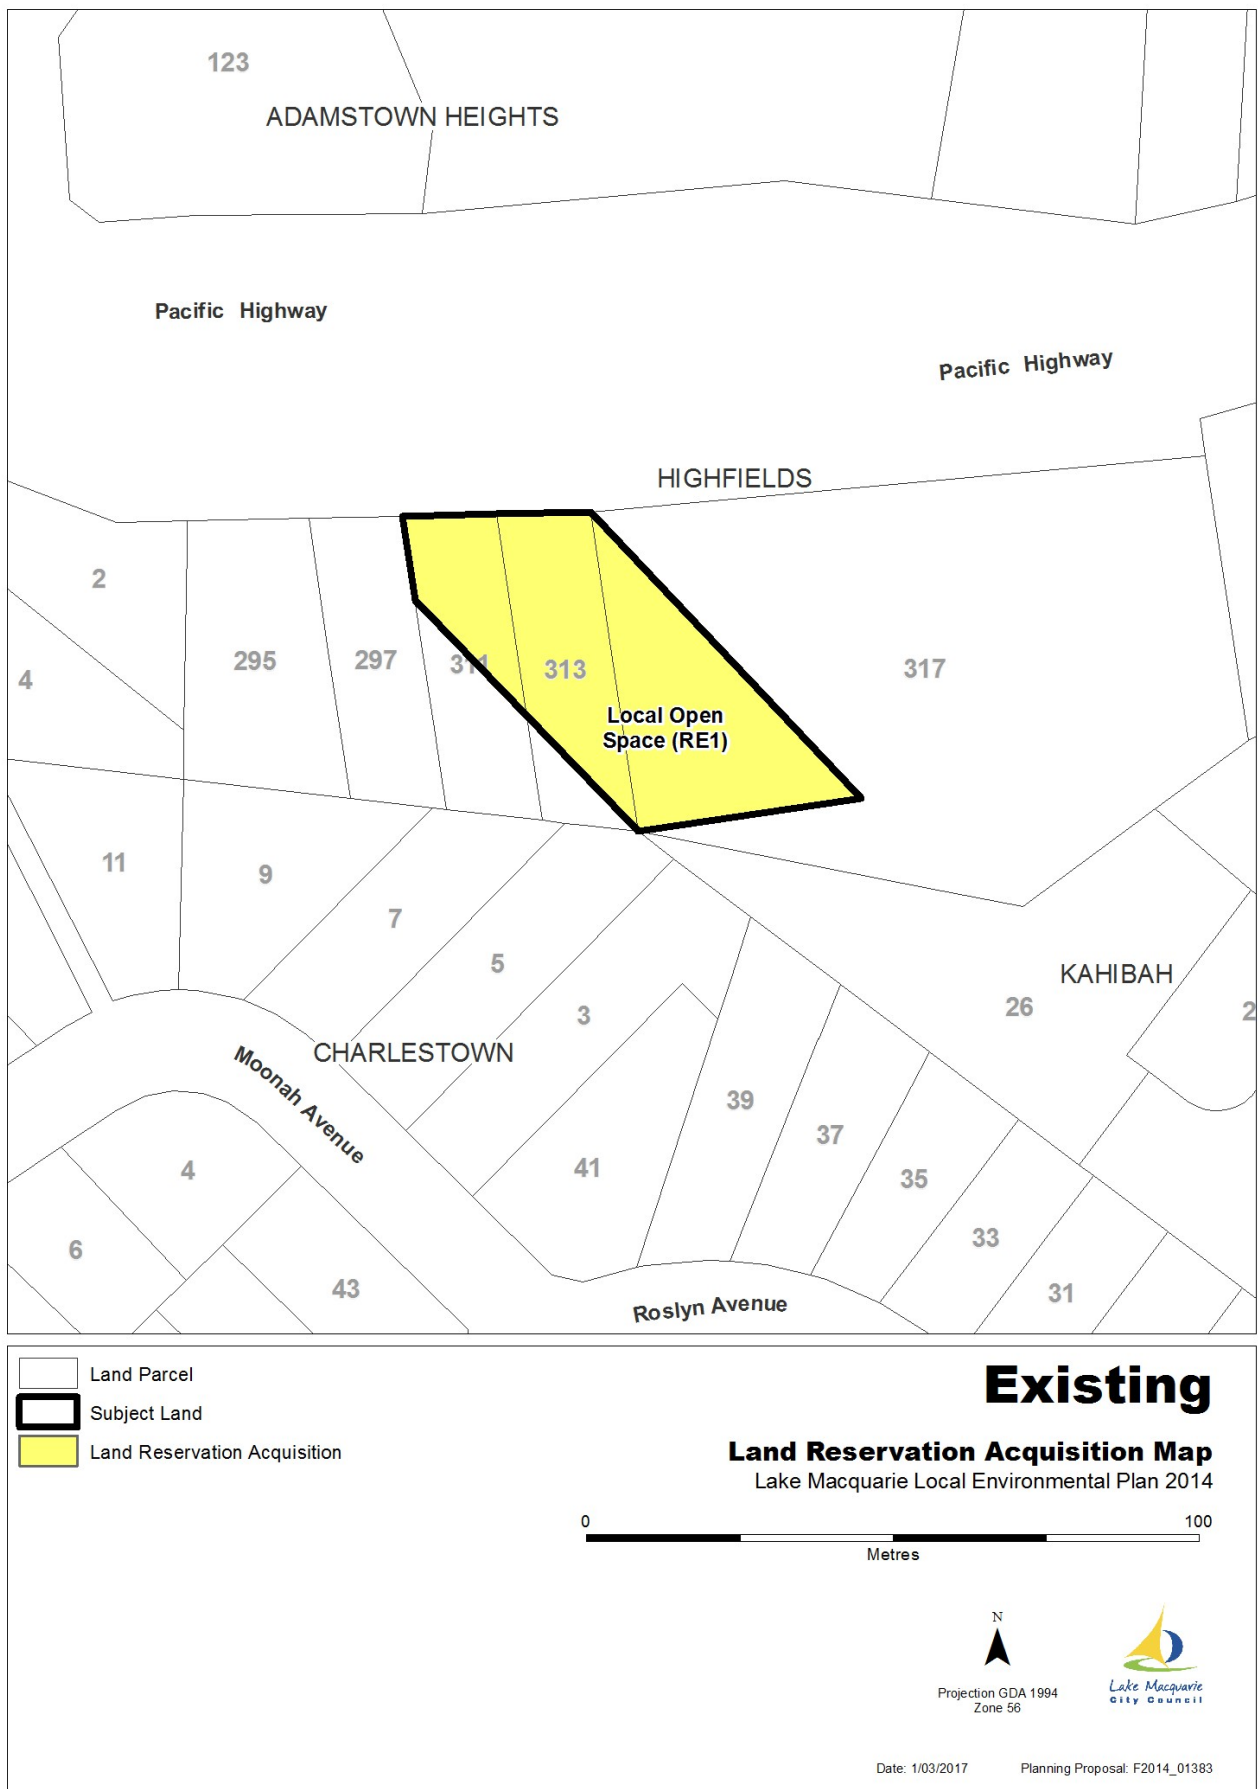 123
ADAMSTOWN HEIGHTS
Pacific Highway
Pacific Highway
HIGHFIELDS
2
4
295
297
311
313
317
Local Open
Space (RE1)
11
9
7
5
3
KAHIBAH
26
2
CHARLESTOWN
Moonah Avenue
39
37
41
35
4
33
6
43
31
Roslyn Avenue
Land Parcel
Subject Land
Land Reservation Acquisition
Existing
Land Reservation Acquisition Map
Lake Macquarie Local Environmental Plan 2014
0 100
Metres
N
Projection GDA 1994
Zone 56
Lake Macquarie
City Council
Date: 1/03/2017 Planning Proposal: F2014_01383